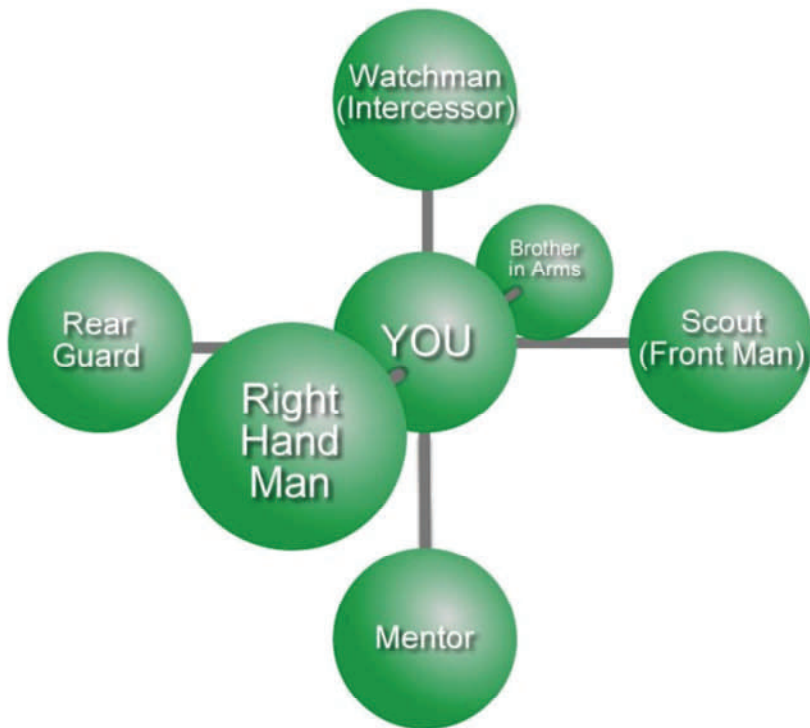 Watchman
(Intercessor)
Brother
in Arms
Rear
Guard
YOU
Scout
(Front Man)
Right
Hand
Man
Mentor